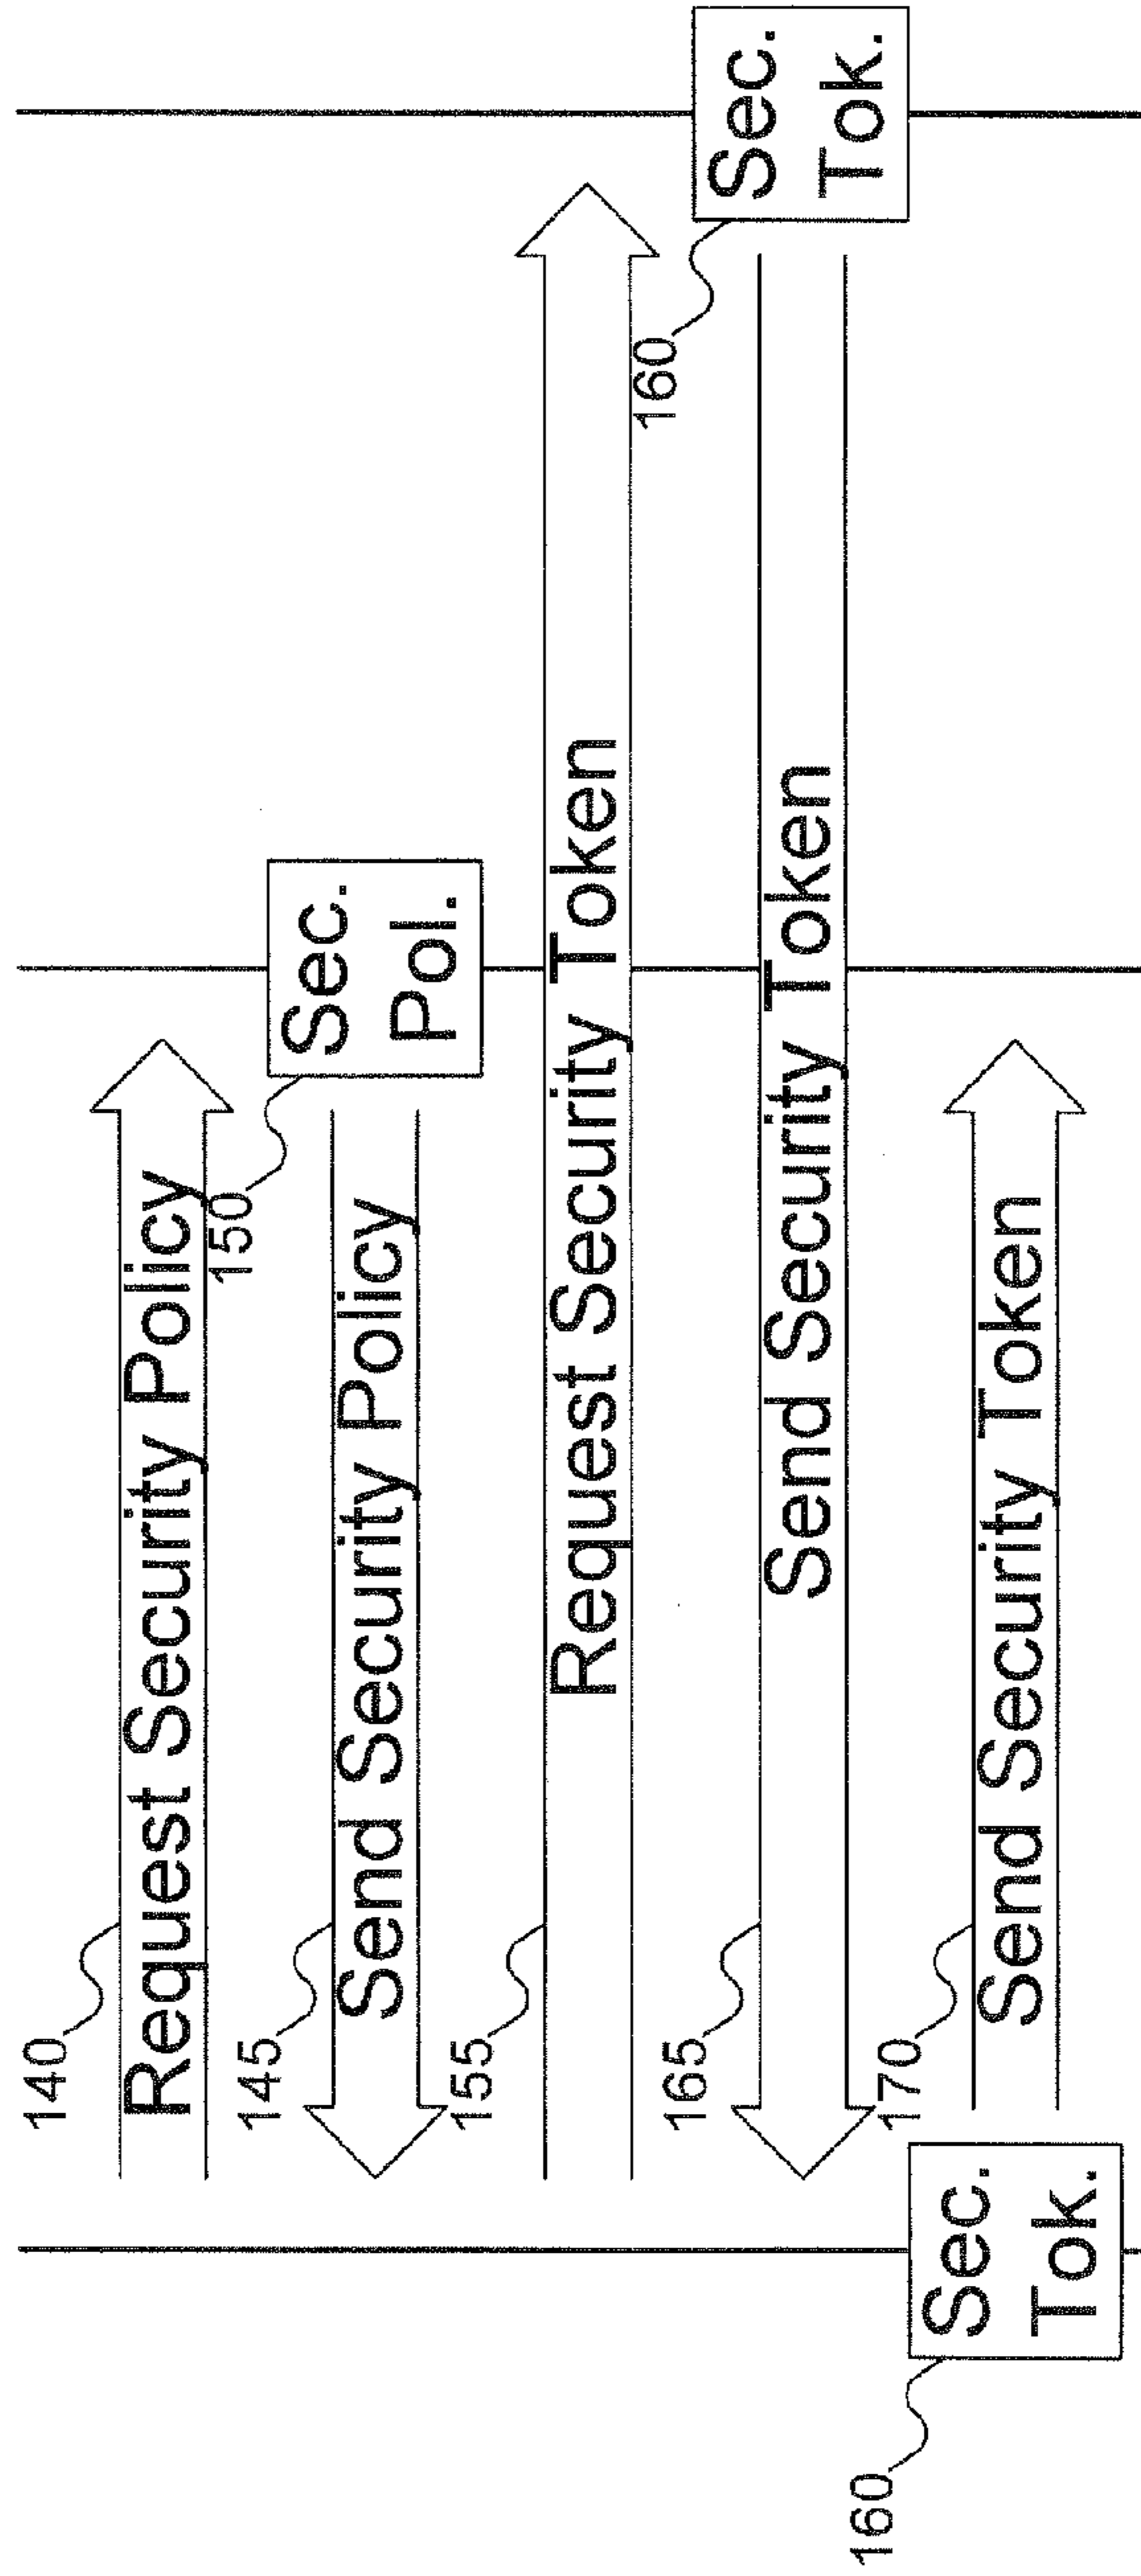 140
Request Security Policy
150
Sec.
Pol.
145
Send Security Policy
155
Request Security Token
160
Sec.
Tok.
165
Send Security Token
170
Send Security Token
160
Sec.
Tok.